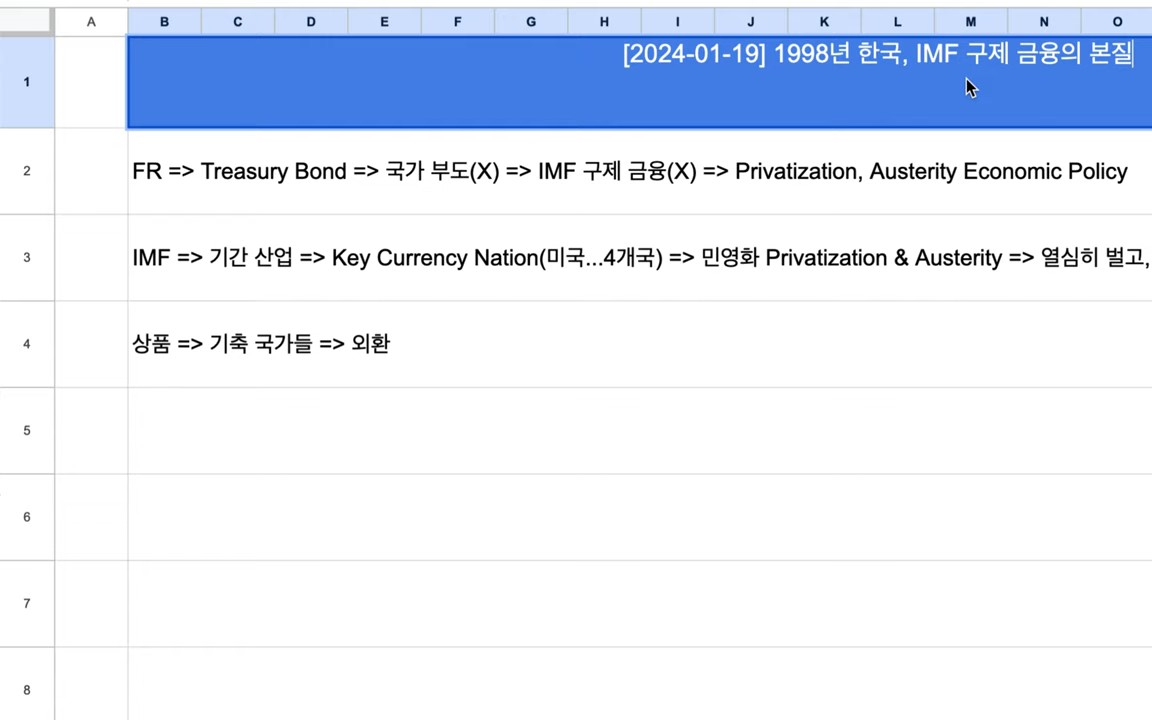 A B C D E F G H I J K L M N O
1 [2024-01-19] 1998년 한국, IMF 구제 금융의 본질
2 FR => Treasury Bond => 국가 부도(X) => IMF 구제 금융(X) => Privatization, Austerity Economic Policy
3 IMF => 기간 산업 => Key Currency Nation(미국...4개국) => 민영화 Privatization & Austerity => 열심히 벌고,
4 상품 => 기축 국가들 => 외환
5
6
7
8